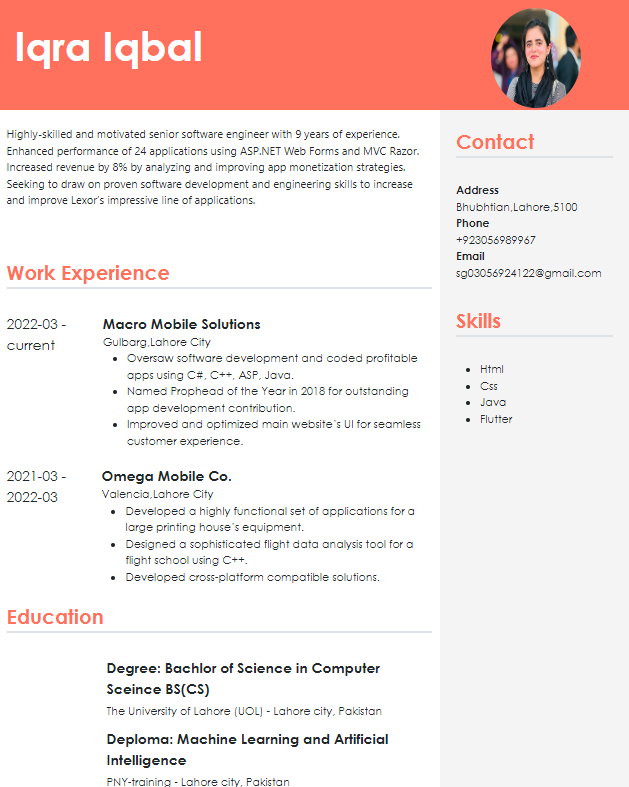 Iqra Iqbal
Highly-skilled and motivated senior software engineer with 9 years of experience.
Enhanced performance of 24 applications using ASP.NET Web Forms and MVC Razor.
Increased revenue by 8% by analyzing and improving app monetization strategies.
Seeking to draw on proven software development and engineering skills to increase
and improve Lexor's impressive line of applications.
Work Experience
2022-03 -
current
Macro Mobile Solutions
Gulbarg,Lahore City
• Oversaw software development and coded profitable
apps using C#, C++, ASP, Java.
• Named Prophead of the Year in 2018 for outstanding
app development contribution.
• Improved and optimized main website`s UI for seamless
customer experience.
2021-03 -
2022-03
Omega Mobile Co.
Valencia,Lahore City
• Developed a highly functional set of applications for a
large printing house`s equipment.
• Designed a sophisticated flight data analysis tool for a
flight school using C++.
• Developed cross-platform compatible solutions.
Education
Degree: Bachlor of Science in Computer
Sceince BS(CS)
The University of Lahore (UOL) - Lahore city, Pakistan
Deploma: Machine Learning and Artificial
Intelligence
PNY-training - Lahore city, Pakistan
Contact
Address
Bhubhtian,Lahore,5100
Phone
+923056989967
Email
sg03056924122@gmail.com
Skills
• Html
• Css
• Java
• Flutter